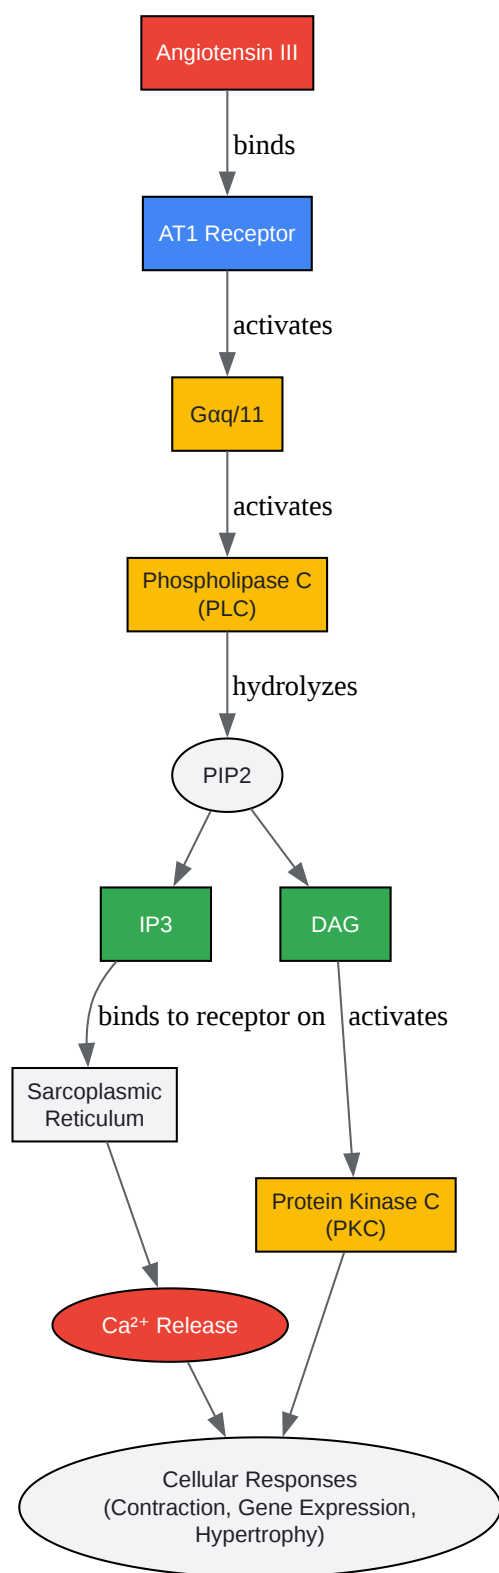 Angiotensin III
binds
AT1 Receptor
activates
Gαq/11
activates
Phospholipase C
(PLC)
hydrolyzes
PIP2
IP3
DAG
binds to receptor on
activates
Sarcoplasmic
Reticulum
Protein Kinase C
(PKC)
Ca²⁺ Release
Cellular Responses
(Contraction, Gene Expression,
Hypertrophy)